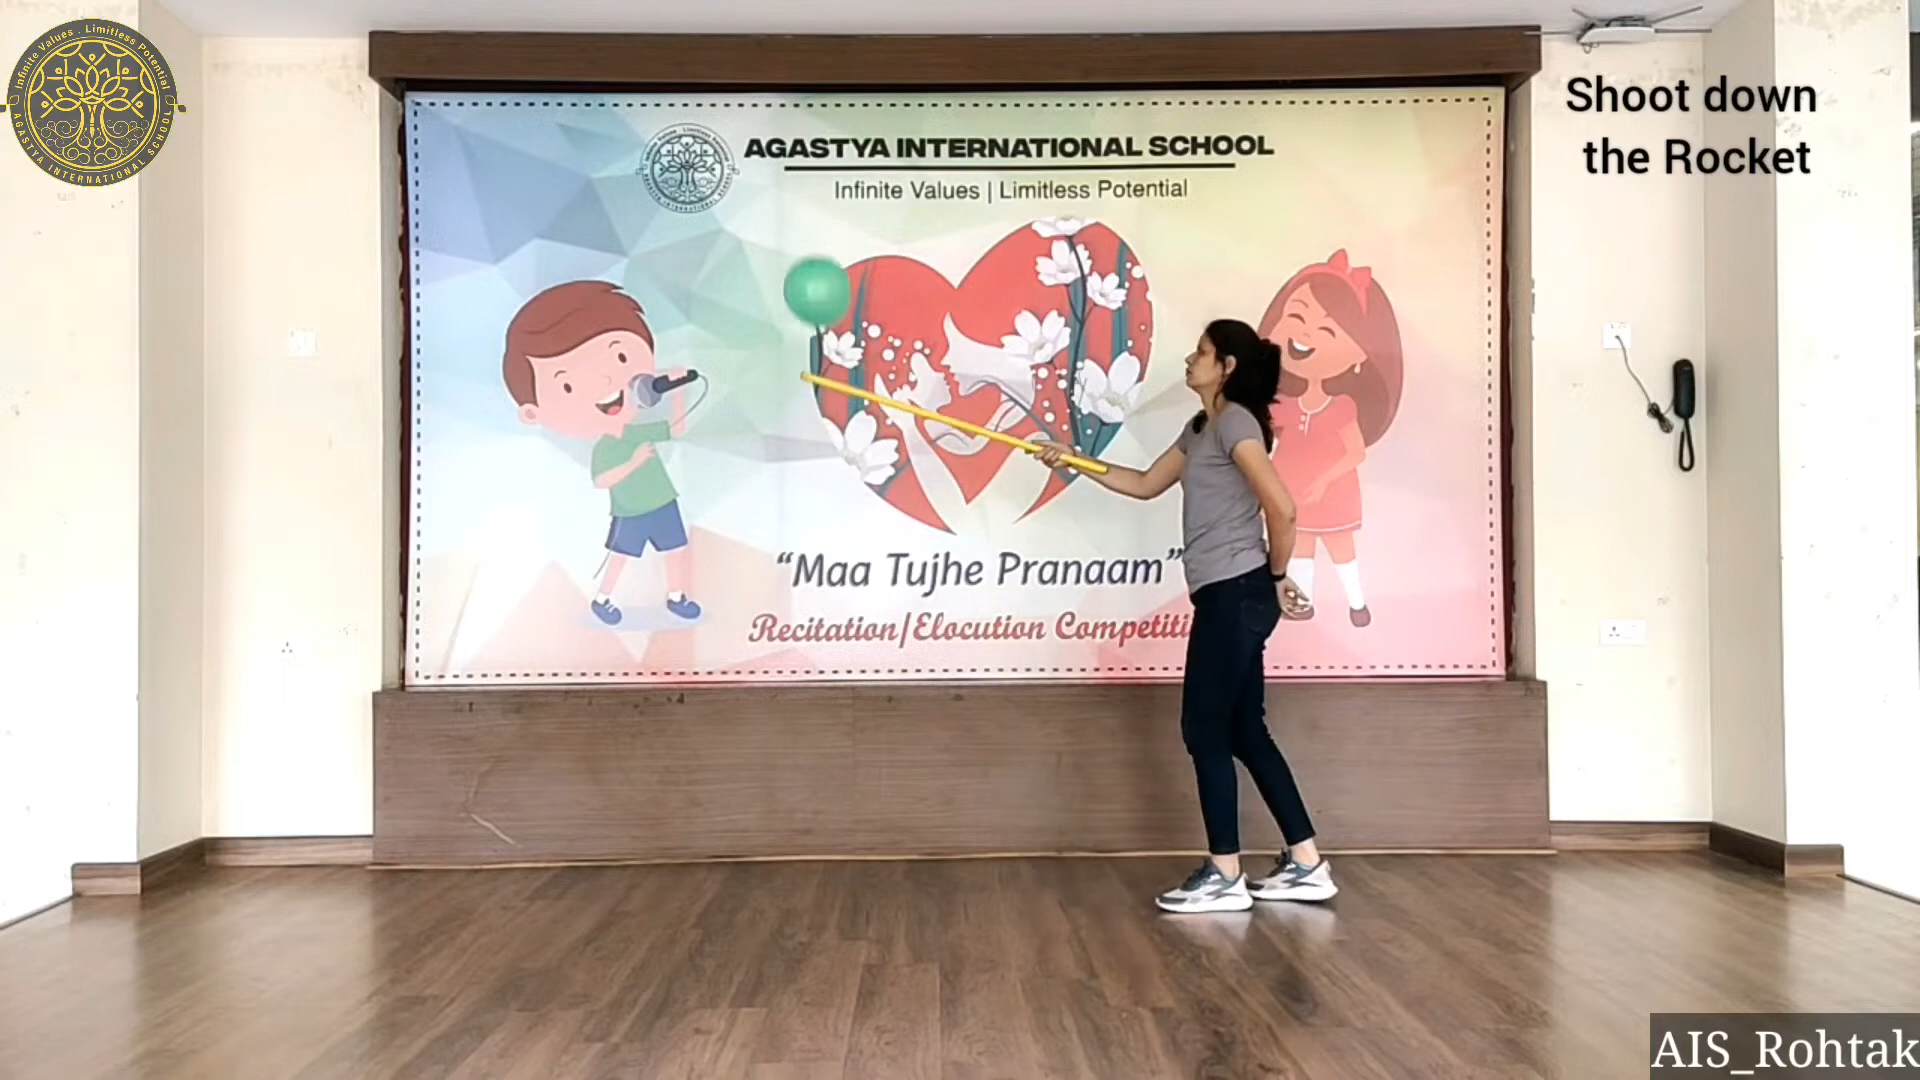 Infinite Values . Limitless Potential
AGASTYA INTERNATIONAL SCHOOL
Shoot down
the Rocket
AGASTYA INTERNATIONAL SCHOOL
Infinite Values | Limitless Potential
“Maa Tujhe Pranaam”
Recitation/Elocution Competiti
AIS_Rohtak